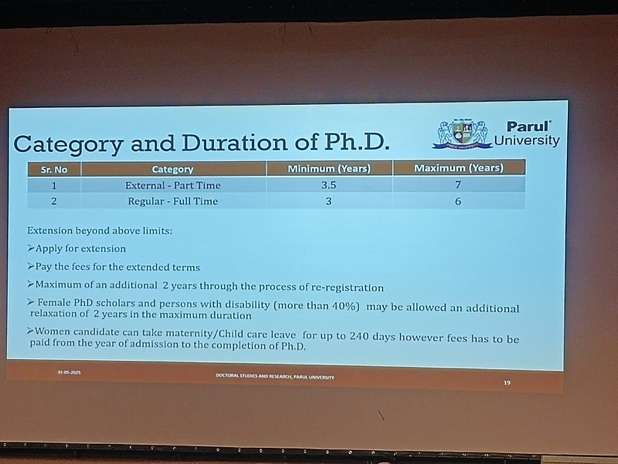 Category and Duration of Ph.D.
Parul®
University
Sr. No Category Minimum (Years) Maximum (Years)
1 External - Part Time 3.5 7
2 Regular - Full Time 3 6
Extension beyond above limits:
➢Apply for extension
➢Pay the fees for the extended terms
➢Maximum of an additional 2 years through the process of re-registration
➢ Female PhD scholars and persons with disability (more than 40%) may be allowed an additional
relaxation of 2 years in the maximum duration
➢Women candidate can take maternity/Child care leave for up to 240 days however fees has to be
paid from the year of admission to the completion of Ph.D.
31-05-2025 DOCTORAL STUDIES AND RESEARCH, PARUL UNIVERSITY 19